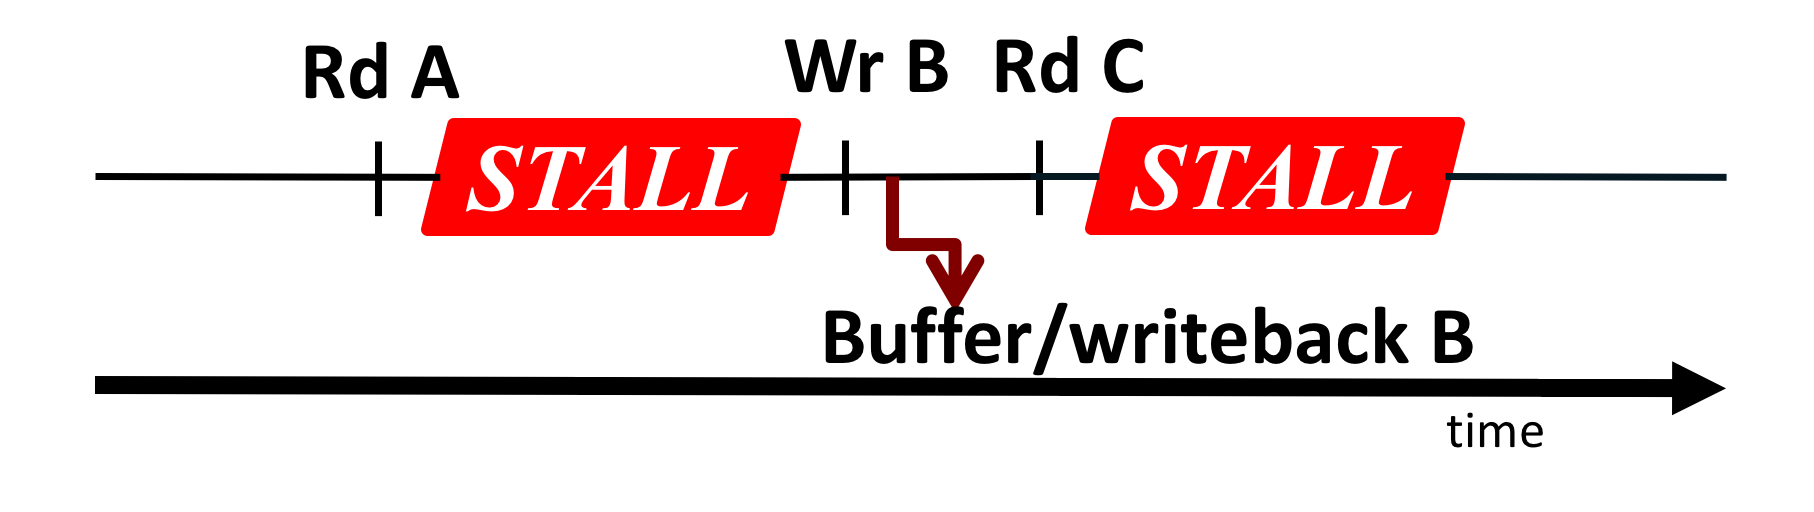 Rd A Wr B Rd C
STALL STALL
Buffer/writeback B
time